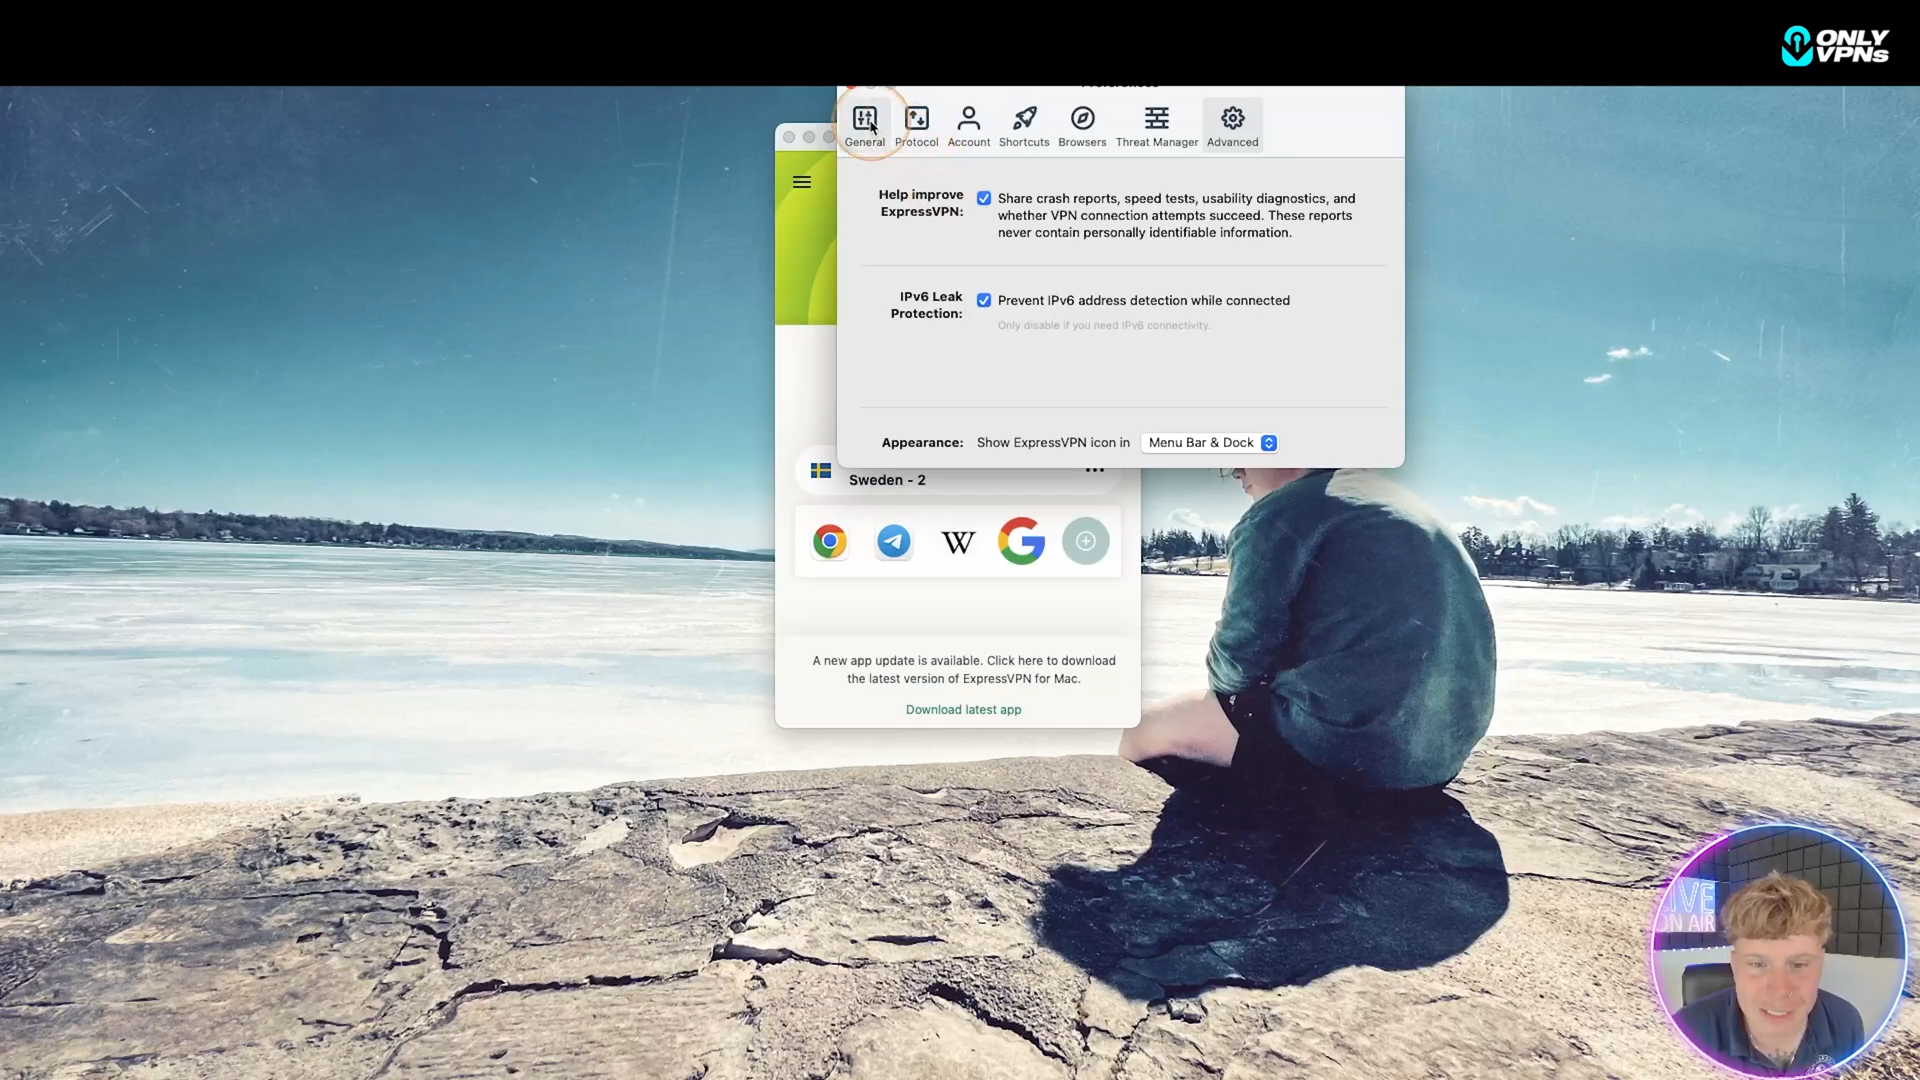 ONLY
VPNs
General Protocol Account Shortcuts Browsers Threat Manager Advanced
Help improve
ExpressVPN:
Share crash reports, speed tests, usability diagnostics, and
whether VPN connection attempts succeed. These reports
never contain personally identifiable information.
IPv6 Leak
Protection:
Prevent IPv6 address detection while connected
Only disable if you need IPv6 connectivity.
Appearance:
Show ExpressVPN icon in
Menu Bar & Dock
Sweden - 2
A new app update is available. Click here to download
the latest version of ExpressVPN for Mac.
Download latest app
LIVE
ON AIR